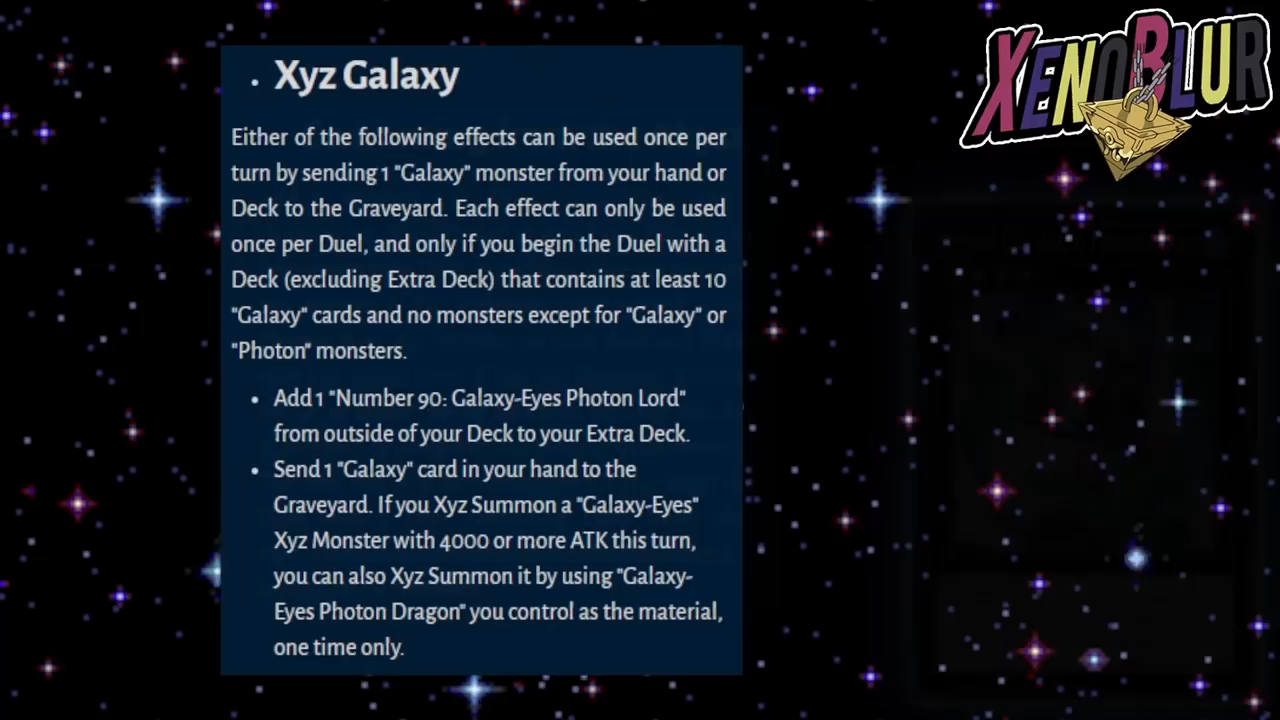 XENOBLUR
• Xyz Galaxy
Either of the following effects can be used once per
turn by sending 1 "Galaxy" monster from your hand or
Deck to the Graveyard. Each effect can only be used
once per Duel, and only if you begin the Duel with a
Deck (excluding Extra Deck) that contains at least 10
"Galaxy" cards and no monsters except for "Galaxy" or
"Photon" monsters.
• Add 1 "Number 90: Galaxy-Eyes Photon Lord"
from outside of your Deck to your Extra Deck.
• Send 1 "Galaxy" card in your hand to the
Graveyard. If you Xyz Summon a "Galaxy-Eyes"
Xyz Monster with 4000 or more ATK this turn,
you can also Xyz Summon it by using "Galaxy-
Eyes Photon Dragon" you control as the material,
one time only.